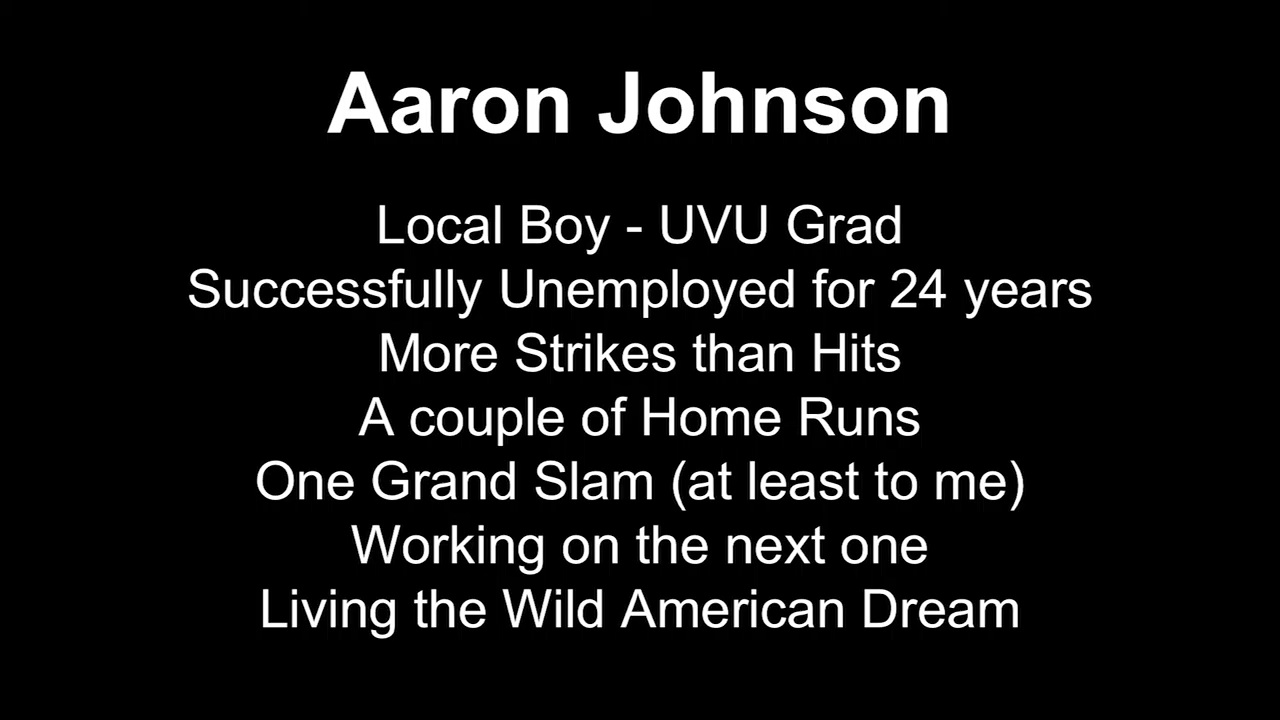 Aaron Johnson
Local Boy - UVU Grad
Successfully Unemployed for 24 years
More Strikes than Hits
A couple of Home Runs
One Grand Slam (at least to me)
Working on the next one
Living the Wild American Dream